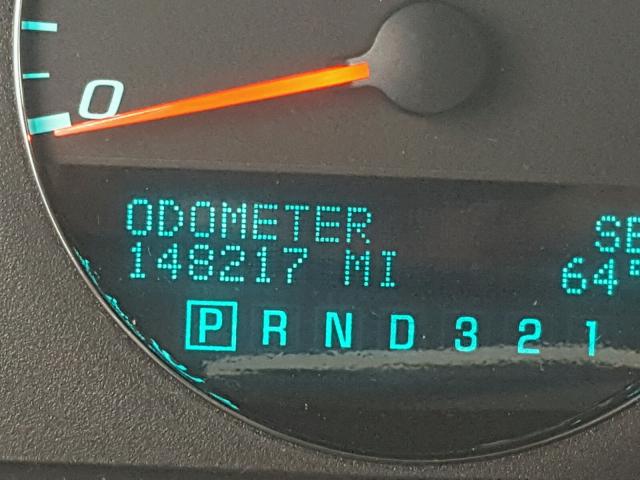 0
ODOMETER
148217 MI
64°
P R N D 3 2 1